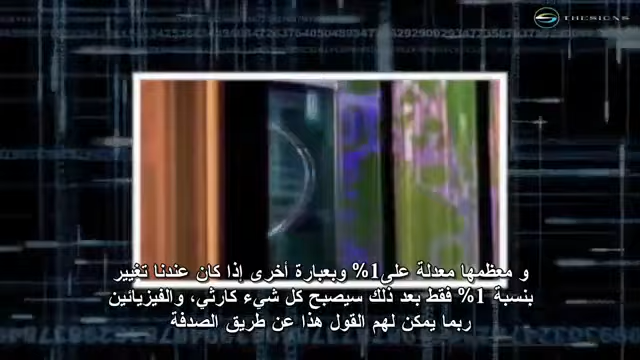 THESIGNS
و معظمها معدلة على1% وبعبارة أخرى إذا كان عندنا تغيير
بنسبة 1% فقط بعد ذلك سيصبح كل شيء كارثي، والفيزيائين
ربما يمكن لهم القول هذا عن طريق الصدفة